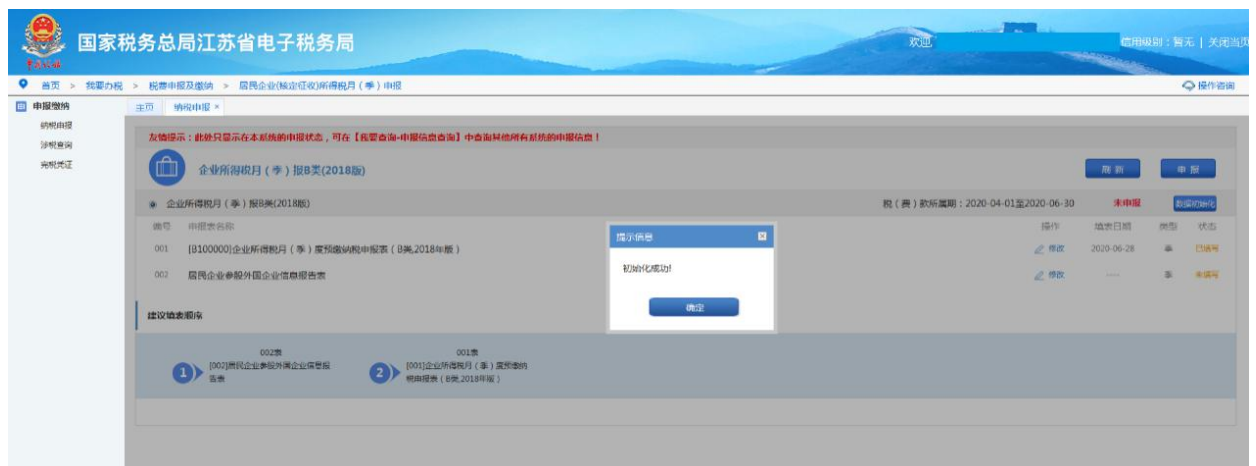 国家税务总局江苏省电子税务局
欢迎
信用级别：暂无 | 关闭当页
首页 > 我要办税 > 税费申报及缴纳 > 居民企业(核定征收)所得税月（季）申报
操作咨询
申报缴纳
主页 纳税申报 ×
纳税申报
涉税查询
完税凭证
友情提示：此处只显示在本系统的申报状态，可在【我要查询-申报信息查询】中查询其他所有系统的申报信息！
企业所得税月（季）报B类(2018版)
刷 新
申 报
企业所得税月（季）报B类(2018版)
税（费）款所属期：2020-04-01至2020-06-30
未申报
数据初始化
编号 申报表名称 操作 填表日期 类型 状态
001 [B100000]企业所得税月（季）度预缴纳税申报表（B类,2018年版） 修改 2020-06-28 季 已填写
002 居民企业参股外国企业信息报告表 修改 ---- 季 未填写
提示信息
初始化成功!
确定
建议填表顺序
1
002表
[002]居民企业参股外国企业信息报
告表
2
001表
[001]企业所得税月（季）度预缴纳
税申报表（B类,2018年版）